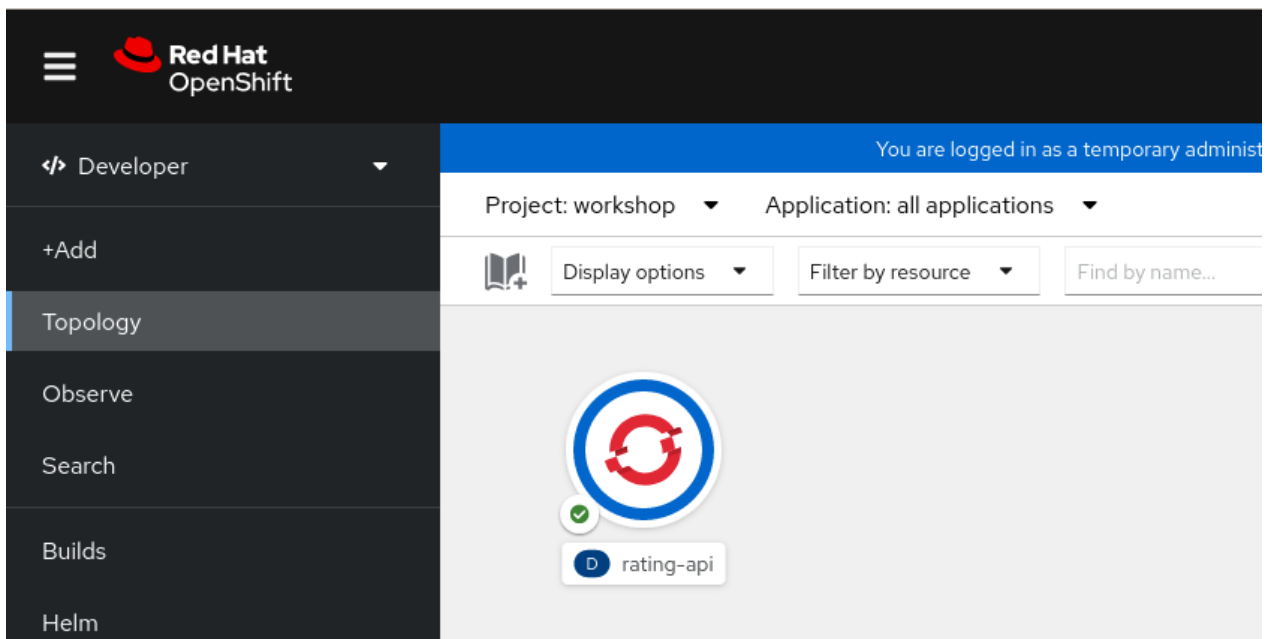 Red Hat
OpenShift
Developer
You are logged in as a temporary administ
Project: workshop
Application: all applications
+Add
Display options
Filter by resource
Find by name...
Topology
Observe
Search
Builds
D rating-api
Helm